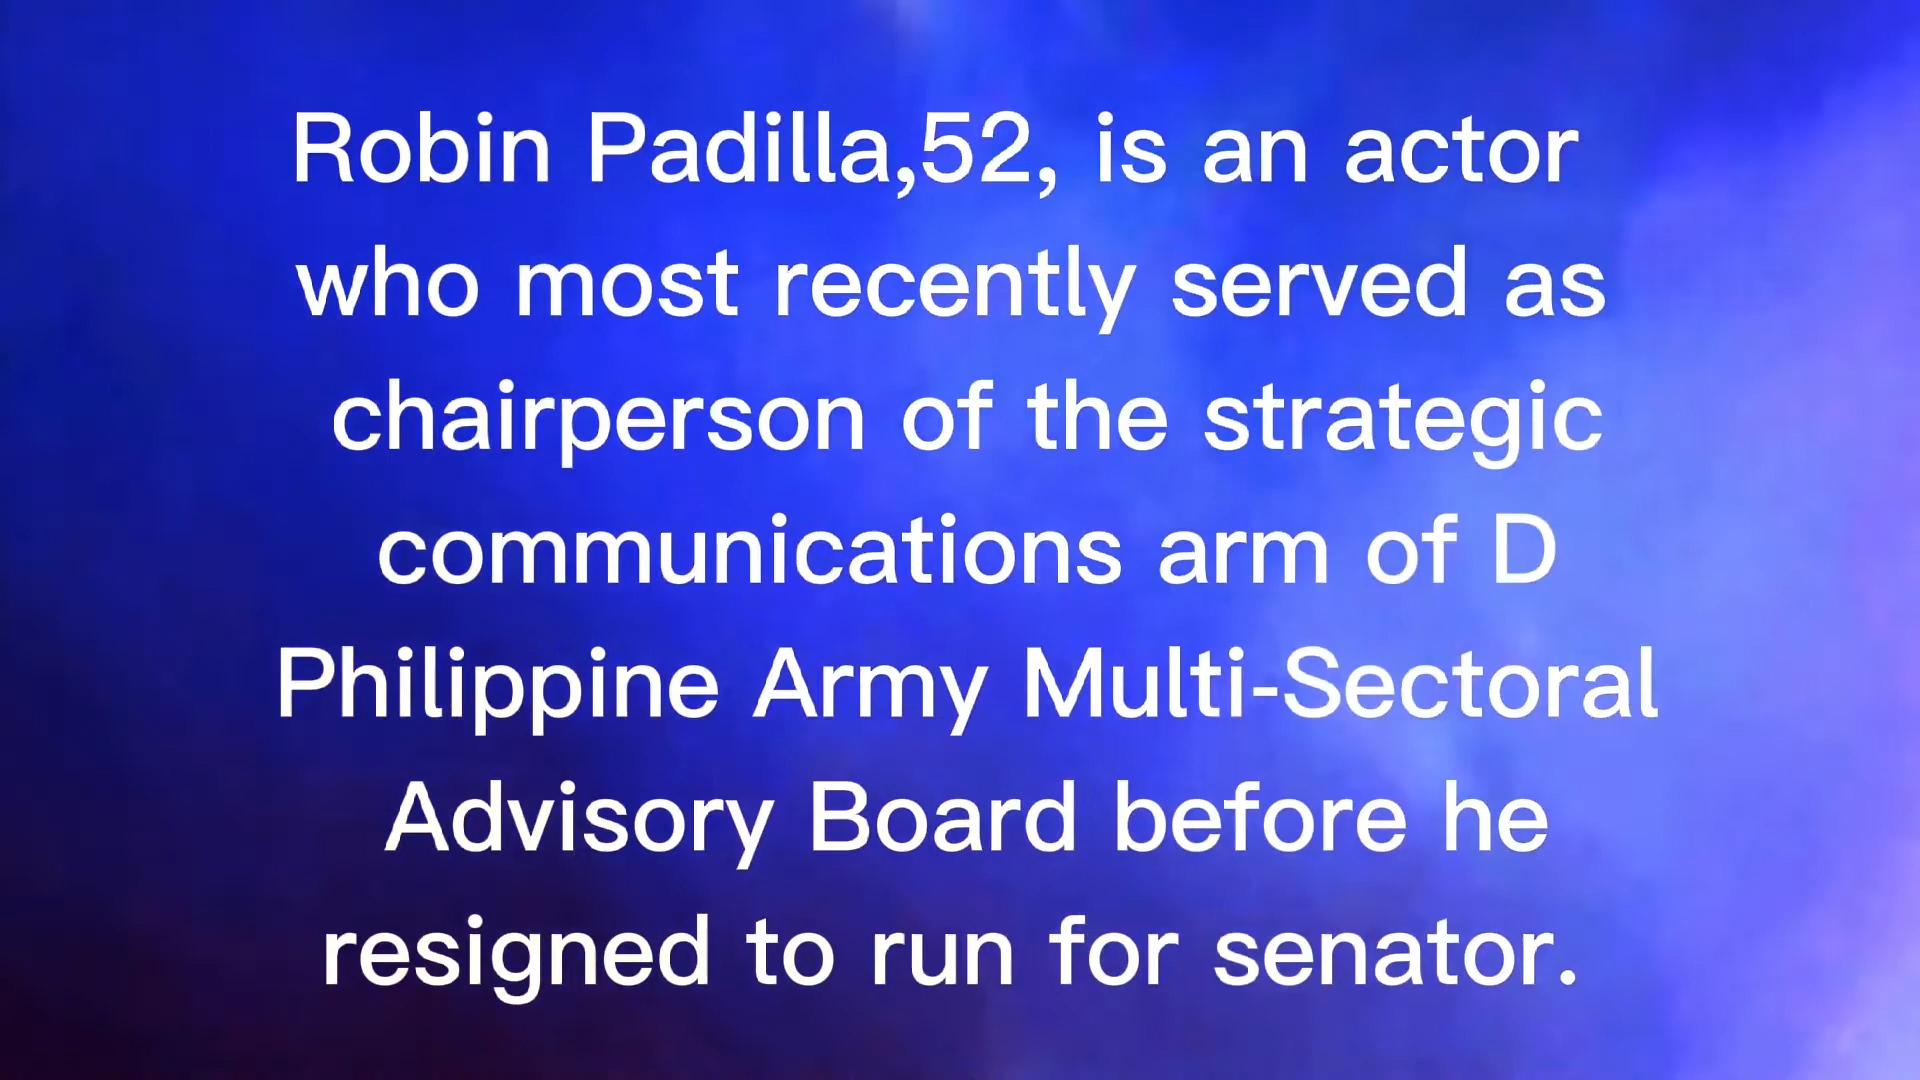 Robin Padilla,52, is an actor
who most recently served as
chairperson of the strategic
communications arm of D
Philippine Army Multi-Sectoral
Advisory Board before he
resigned to run for senator.